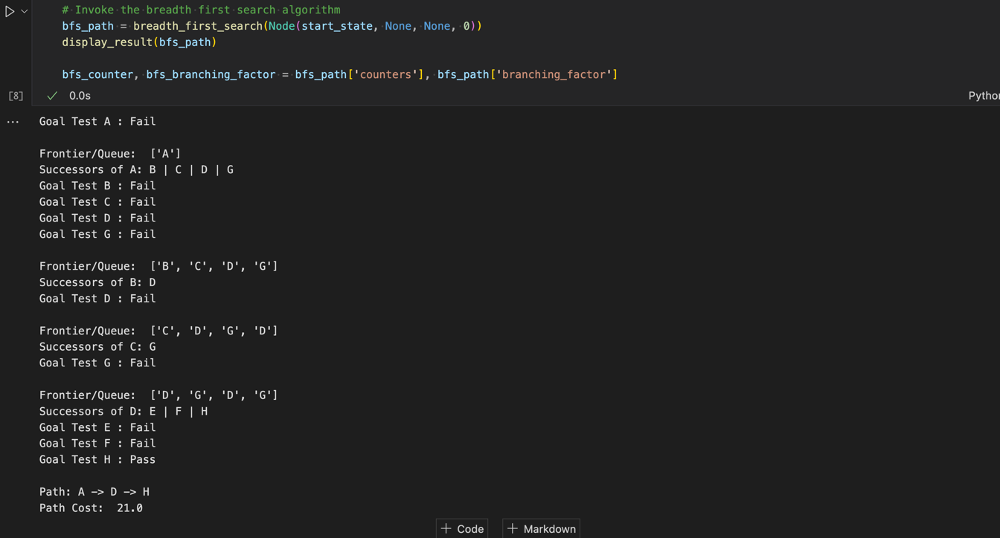 # Invoke the breadth first search algorithm
bfs_path = breadth_first_search(Node(start_state, None, None, 0))
display_result(bfs_path)
bfs_counter, bfs_branching_factor = bfs_path['counters'], bfs_path['branching_factor']
[8] 0.0s Pytho
... Goal Test A : Fail
Frontier/Queue:  ['A']
Successors of A: B | C | D | G
Goal Test B : Fail
Goal Test C : Fail
Goal Test D : Fail
Goal Test G : Fail
Frontier/Queue:  ['B', 'C', 'D', 'G']
Successors of B: D
Goal Test D : Fail
Frontier/Queue:  ['C', 'D', 'G', 'D']
Successors of C: G
Goal Test G : Fail
Frontier/Queue:  ['D', 'G', 'D', 'G']
Successors of D: E | F | H
Goal Test E : Fail
Goal Test F : Fail
Goal Test H : Pass
Path: A -> D -> H
Path Cost:  21.0
+ Code + Markdown